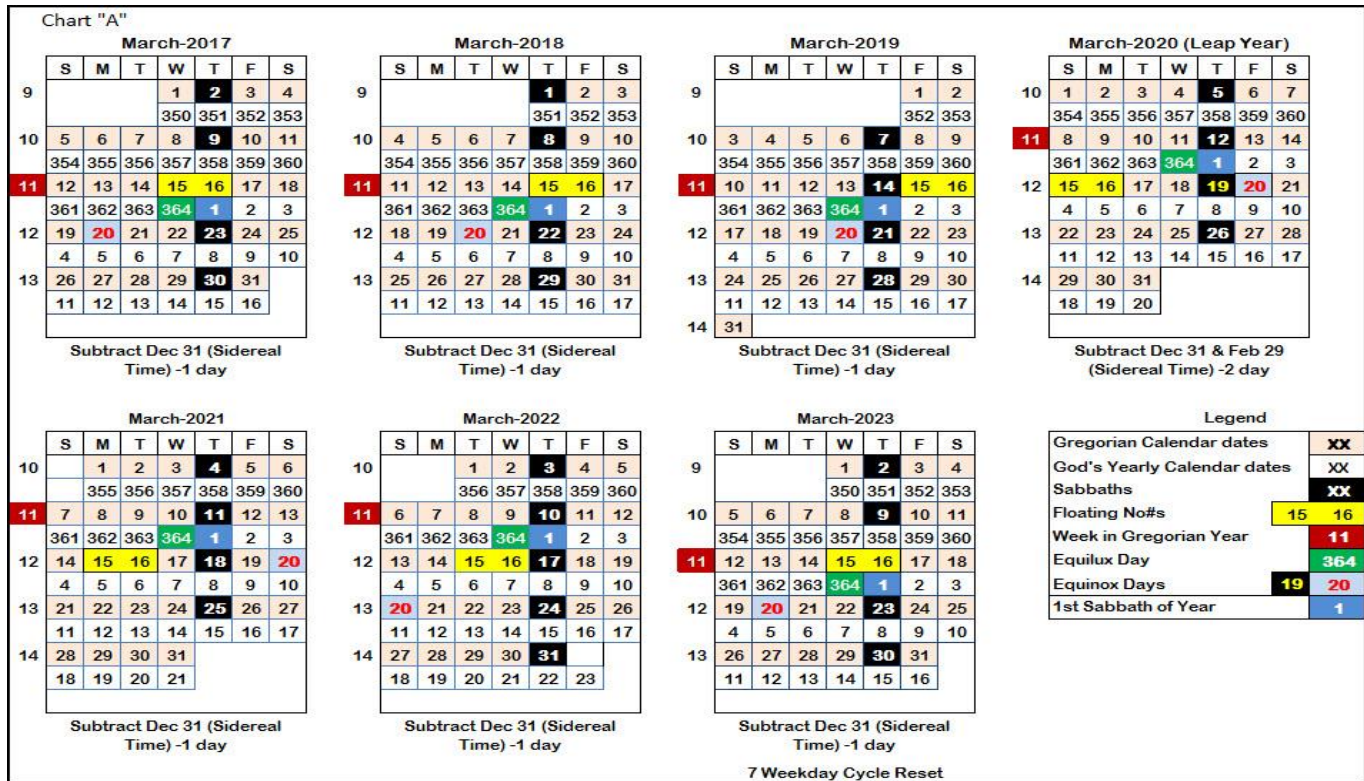 Chart "A"
March-2017
S M T W T F S
9 1 2 3 4
350 351 352 353
10 5 6 7 8 9 10 11
354 355 356 357 358 359 360
11 12 13 14 15 16 17 18
361 362 363 364 1 2 3
12 19 20 21 22 23 24 25
4 5 6 7 8 9 10
13 26 27 28 29 30 31
11 12 13 14 15 16
Subtract Dec 31 (Sidereal
Time) -1 day
March-2018
S M T W T F S
9 1 2 3
351 352 353
10 4 5 6 7 8 9 10
354 355 356 357 358 359 360
11 11 12 13 14 15 16 17
361 362 363 364 1 2 3
12 18 19 20 21 22 23 24
4 5 6 7 8 9 10
13 25 26 27 28 29 30 31
11 12 13 14 15 16 17
Subtract Dec 31 (Sidereal
Time) -1 day
March-2019
S M T W T F S
9 1 2
352 353
10 3 4 5 6 7 8 9
354 355 356 357 358 359 360
11 10 11 12 13 14 15 16
361 362 363 364 1 2 3
12 17 18 19 20 21 22 23
4 5 6 7 8 9 10
13 24 25 26 27 28 29 30
11 12 13 14 15 16 17
14 31
Subtract Dec 31 (Sidereal
Time) -1 day
March-2020 (Leap Year)
S M T W T F S
10 1 2 3 4 5 6 7
354 355 356 357 358 359 360
11 8 9 10 11 12 13 14
361 362 363 364 1 2 3
12 15 16 17 18 19 20 21
4 5 6 7 8 9 10
13 22 23 24 25 26 27 28
11 12 13 14 15 16 17
14 29 30 31
18 19 20
Subtract Dec 31 & Feb 29
(Sidereal Time) -2 day
March-2021
S M T W T F S
10 1 2 3 4 5 6
355 356 357 358 359 360
11 7 8 9 10 11 12 13
361 362 363 364 1 2 3
12 14 15 16 17 18 19 20
4 5 6 7 8 9 10
13 21 22 23 24 25 26 27
11 12 13 14 15 16 17
14 28 29 30 31
18 19 20 21
Subtract Dec 31 (Sidereal
Time) -1 day
March-2022
S M T W T F S
10 1 2 3 4 5
356 357 358 359 360
11 6 7 8 9 10 11 12
361 362 363 364 1 2 3
12 13 14 15 16 17 18 19
4 5 6 7 8 9 10
13 20 21 22 23 24 25 26
11 12 13 14 15 16 17
14 27 28 29 30 31
18 19 20 21 22 23
Subtract Dec 31 (Sidereal
Time) -1 day
March-2023
S M T W T F S
9 1 2 3 4
350 351 352 353
10 5 6 7 8 9 10 11
354 355 356 357 358 359 360
11 12 13 14 15 16 17 18
361 362 363 364 1 2 3
12 19 20 21 22 23 24 25
4 5 6 7 8 9 10
13 26 27 28 29 30 31
11 12 13 14 15 16
Subtract Dec 31 (Sidereal
Time) -1 day
7 Weekday Cycle Reset
Legend
Gregorian Calendar dates XX
God's Yearly Calendar dates XX
Sabbaths XX
Floating No#s 15 16
Week in Gregorian Year 11
Equilux Day 364
Equinox Days 19 20
1st Sabbath of Year 1